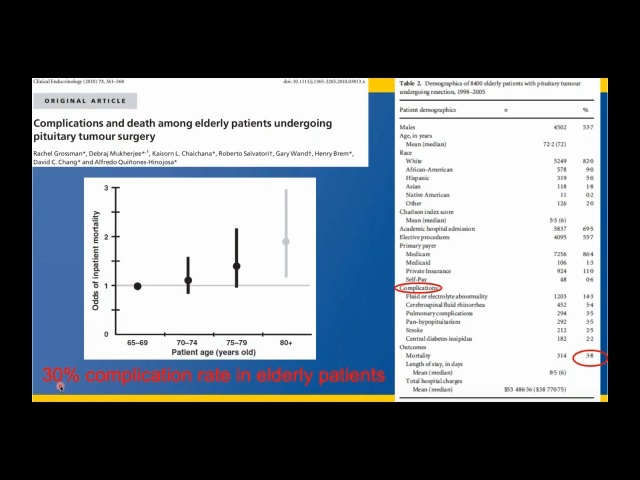 Clinical Endocrinology (2010) 73, 361–368
doi: 10.1111/j.1365-2265.2010.03813.x
ORIGINAL ARTICLE
Complications and death among elderly patients undergoing
pituitary tumour surgery
Rachel Grossman*, Debraj Mukherjee*,†, Kaisorn L. Chaichana*, Roberto Salvatori†, Gary Wand†, Henry Brem*,
David C. Chang* and Alfredo Quiñones-Hinojosa*
Odds of inpatient mortality
3
2
1
0
65–69 70–74 75–79 80+
Patient age (years old)
30% complication rate in elderly patients
Table 2. Demographics of 8400 elderly patients with pituitary tumour
undergoing resection, 1998–2005
Patient demographics n %
Males 4502 53·7
Age, in years
Mean (median) 72·2 (72)
Race
White 5249 82·0
African-American 578 9·0
Hispanic 319 5·0
Asian 118 1·8
Native American 11 0·2
Other 126 2·0
Charlson index score
Mean (median) 5·3 (6)
Academic hospital admission 5837 69·5
Elective procedures 4095 55·7
Primary payer
Medicare 7256 86·4
Medicaid 106 1·3
Private Insurance 924 11·0
Self-Pay 48 0·6
Complications
Fluid or electrolyte abnormality 1203 14·3
Cerebrospinal fluid rhinorrhea 452 5·4
Pulmonary complications 294 3·5
Pan-hypopituitarism 292 3·5
Stroke 212 2·5
Central diabetes insipidus 182 2·2
Outcomes
Mortality 314 3·8
Length of stay, in days
Mean (median) 8·5 (6)
Total hospital charges
Mean (median) $53 486·36 ($38 770·75)